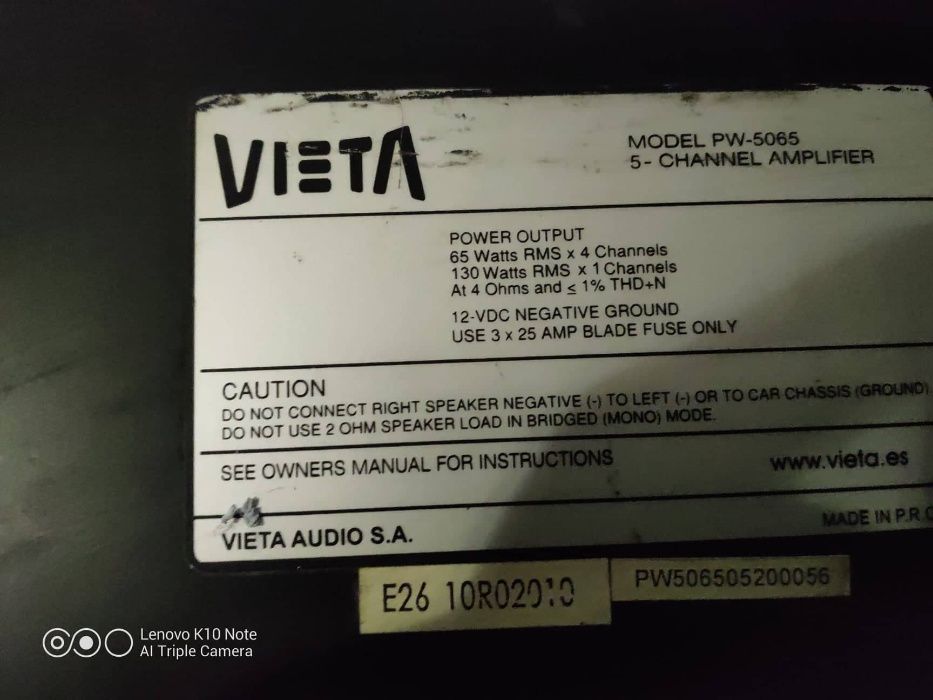 VIETA
MODEL PW-5065
5- CHANNEL AMPLIFIER
POWER OUTPUT
65 Watts RMS x 4 Channels
130 Watts RMS x 1 Channels
At 4 Ohms and ≤ 1% THD+N
12-VDC NEGATIVE GROUND
USE 3 x 25 AMP BLADE FUSE ONLY
CAUTION
DO NOT CONNECT RIGHT SPEAKER NEGATIVE (-) TO LEFT (-) OR TO CAR CHASSIS (GROUND)
DO NOT USE 2 OHM SPEAKER LOAD IN BRIDGED (MONO) MODE.
SEE OWNERS MANUAL FOR INSTRUCTIONS
www.vieta.es
MADE IN P.R.C
VIETA AUDIO S.A.
E26 10R02010
PW506505200056
Lenovo K10 Note
AI Triple Camera